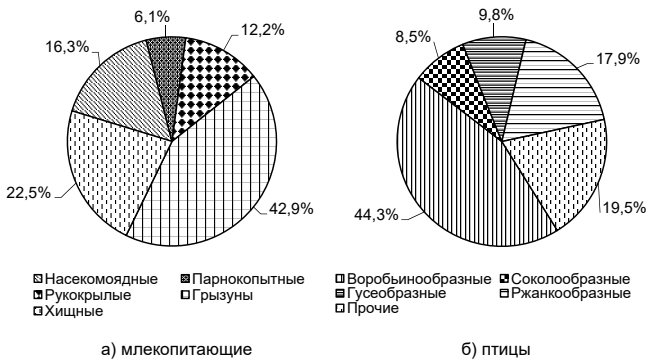 6,1%
12,2%
16,3%
22,5%
42,9%
9,8%
8,5%
17,9%
44,3%
19,5%
Насекомоядные Парнокопытные
Рукокрылые Грызуны
Хищные
Воробьинообразные Соколообразные
Гусеобразные Ржанкообразные
Прочие
а) млекопитающие б) птицы